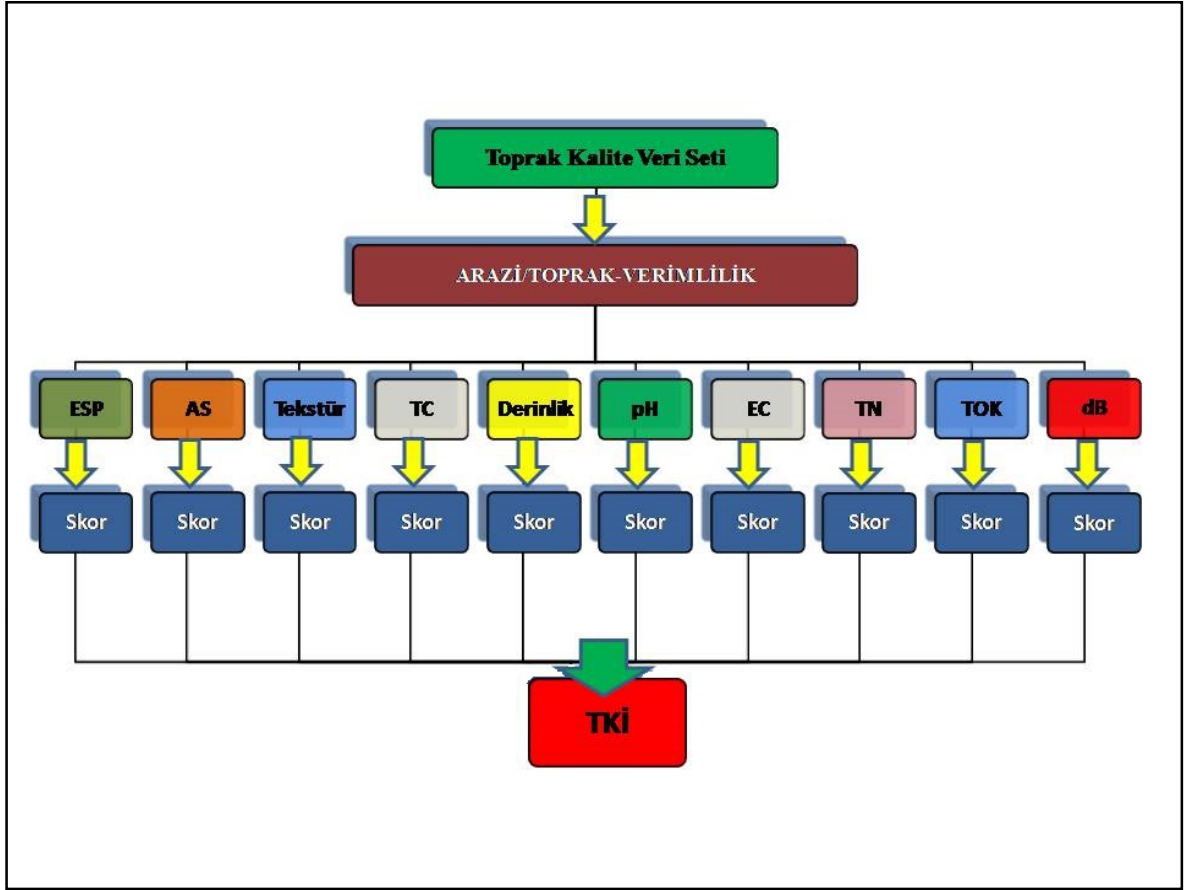 Toprak Kalite Veri Seti
ARAZİ/TOPRAK-VERİMLİLİK
ESP AS Tekstür TC Derinlik pH EC TN TOK dB
Skor Skor Skor Skor Skor Skor Skor Skor Skor Skor
TKİ